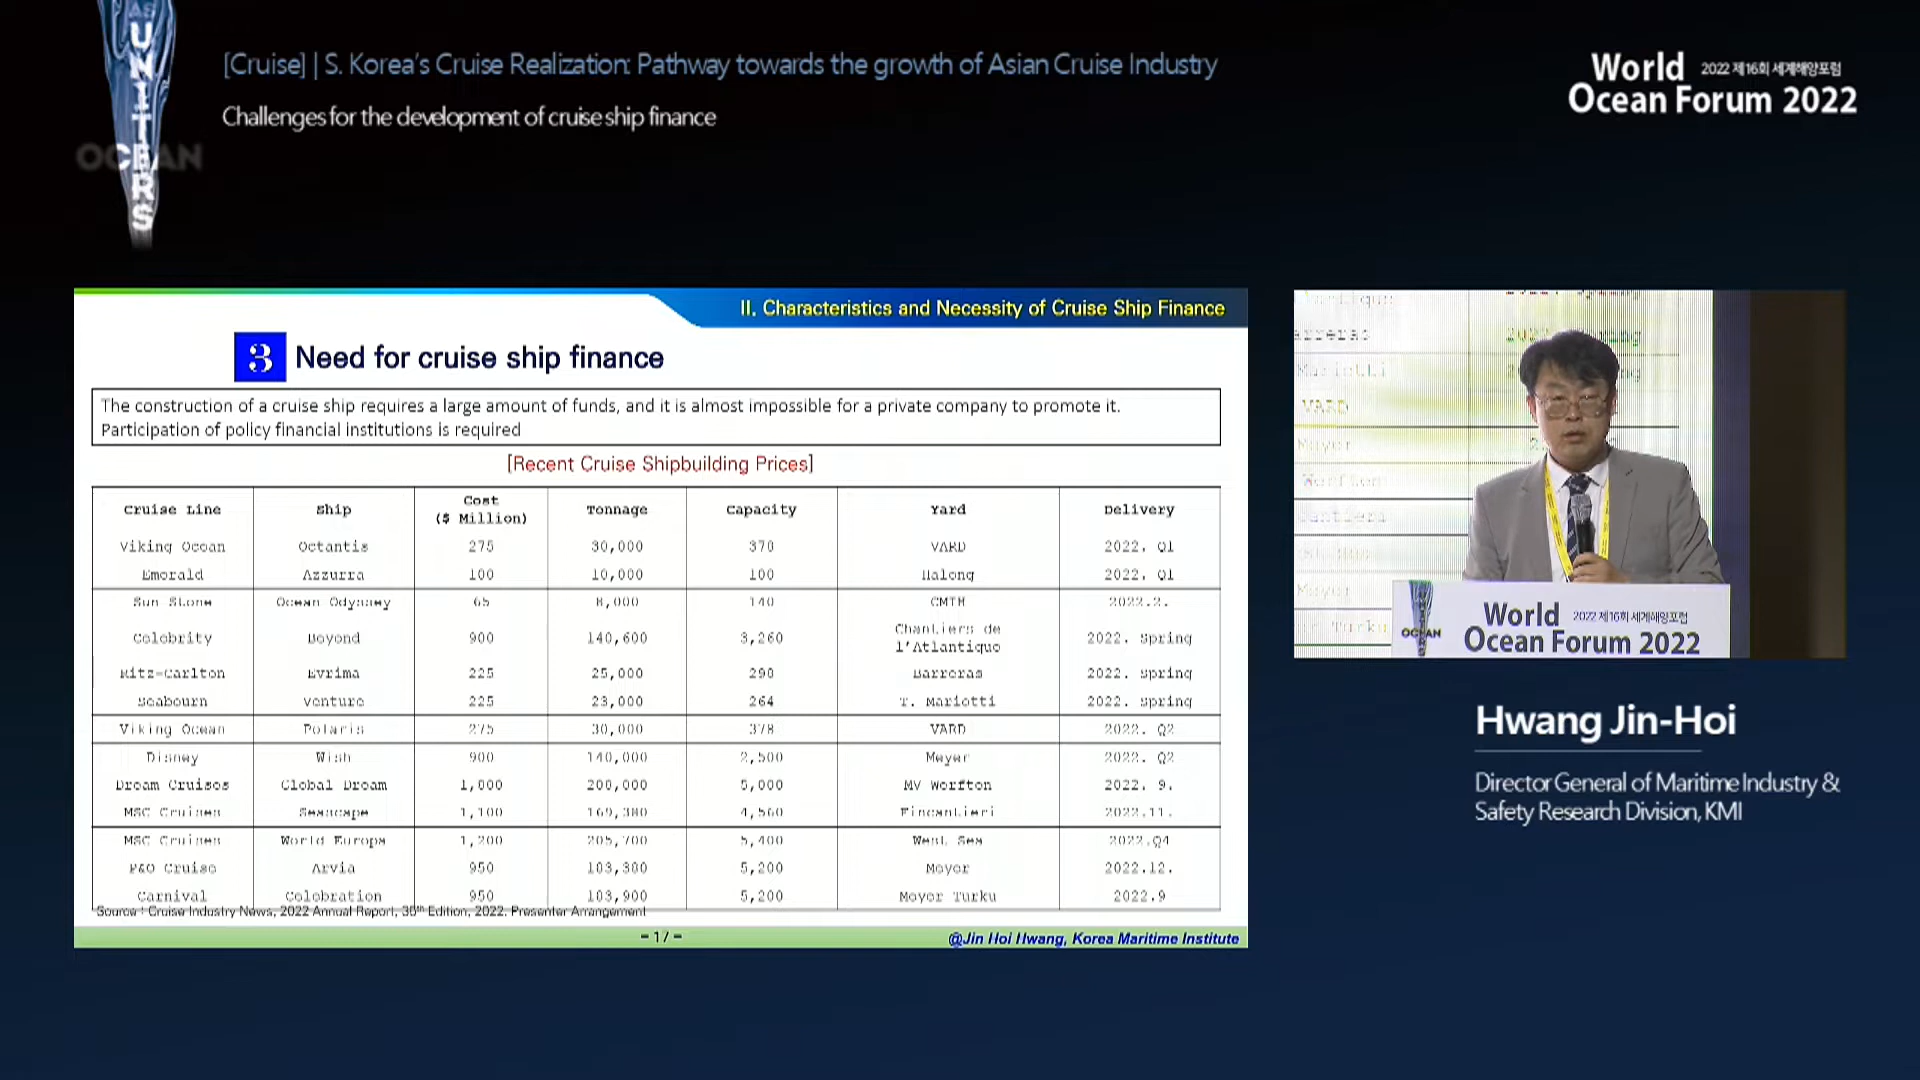 AS
UNITERS
OCEAN
[Cruise] | S. Korea's Cruise Realization: Pathway towards the growth of Asian Cruise Industry
Challenges for the development of cruise ship finance
World 2022 제16회 세계해양포럼
Ocean Forum 2022
II. Characteristics and Necessity of Cruise Ship Finance
3 Need for cruise ship finance
The construction of a cruise ship requires a large amount of funds, and it is almost impossible for a private company to promote it.
Participation of policy financial institutions is required
[Recent Cruise Shipbuilding Prices]
Cruise Line Ship Cost ($ Million) Tonnage Capacity Yard Delivery
Viking Ocean Octantis 275 30,000 378 VARD 2022. Q1
Emerald Azzurra 100 10,000 100 Halong 2022. Q1
Sun Stone Ocean Odyssey 65 8,000 140 CMTH 2022.2.
Celebrity Beyond 900 140,600 3,260 Chantiers de l'Atlantique 2022. Spring
Ritz-Carlton Evrima 225 25,000 298 Barreras 2022. Spring
Seabourn Venture 225 23,000 264 T. Mariotti 2022. Spring
Viking Ocean Polaris 275 30,000 378 VARD 2022. Q2
Disney Wish 900 140,000 2,500 Meyer 2022. Q2
Dream Cruises Global Dream 1,000 200,000 5,000 MV Werften 2022. 9.
MSC Cruises Seascape 1,100 169,380 4,560 Fincantieri 2022.11.
MSC Cruises World Europa 1,200 205,700 5,400 West Sea 2022.Q4
P&O Cruise Arvia 950 183,300 5,200 Meyer 2022.12.
Carnival Celebration 950 183,900 5,200 Meyer Turku 2022.9
Source : Cruise Industry News, 2022 Annual Report, 35th Edition, 2022. Presenter Arrangement
- 17 -
@Jin Hoi Hwang, Korea Maritime Institute
VARD
OCEAN
World 2022 제16회 세계해양포럼
Ocean Forum 2022
Hwang Jin-Hoi
Director General of Maritime Industry &
Safety Research Division, KMI